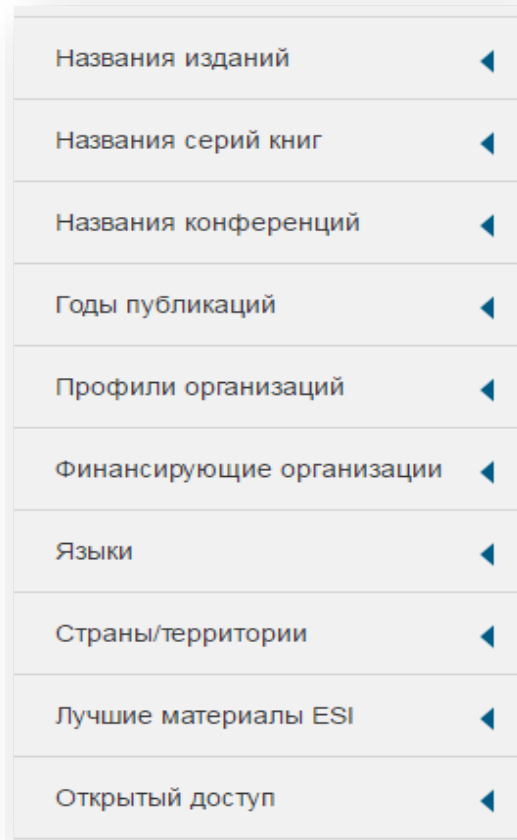 Названия изданий
Названия серий книг
Названия конференций
Годы публикаций
Профили организаций
Финансирующие организации
Языки
Страны/территории
Лучшие материалы ESI
Открытый доступ